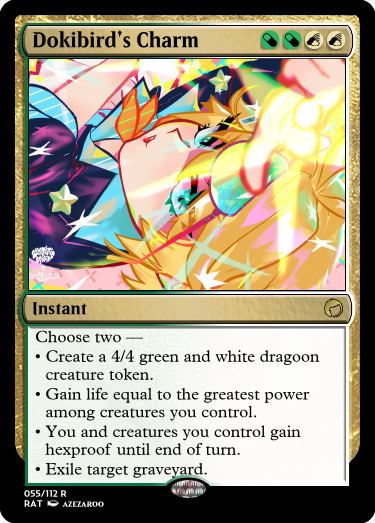 Dokibird's Charm
Instant
Choose two —
• Create a 4/4 green and white dragoon
creature token.
• Gain life equal to the greatest power
among creatures you control.
• You and creatures you control gain
hexproof until end of turn.
• Exile target graveyard.
055/112 R
RAT AZEZAROO